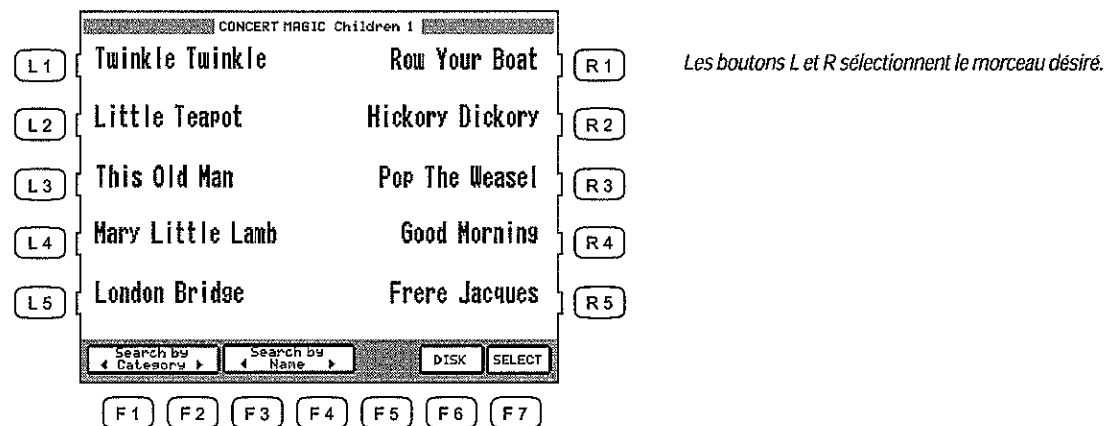 CONCERT MAGIC Children 1
L1 Twinkle Twinkle Row Your Boat R1
Les boutons L et R sélectionnent le morceau désiré.
L2 Little Teapot Hickory Dickory R2
L3 This Old Man Pop The Weasel R3
L4 Mary Little Lamb Good Morning R4
L5 London Bridge Frere Jacques R5
Search by Search by
Category Name DISK SELECT
F1 F2 F3 F4 F5 F6 F7